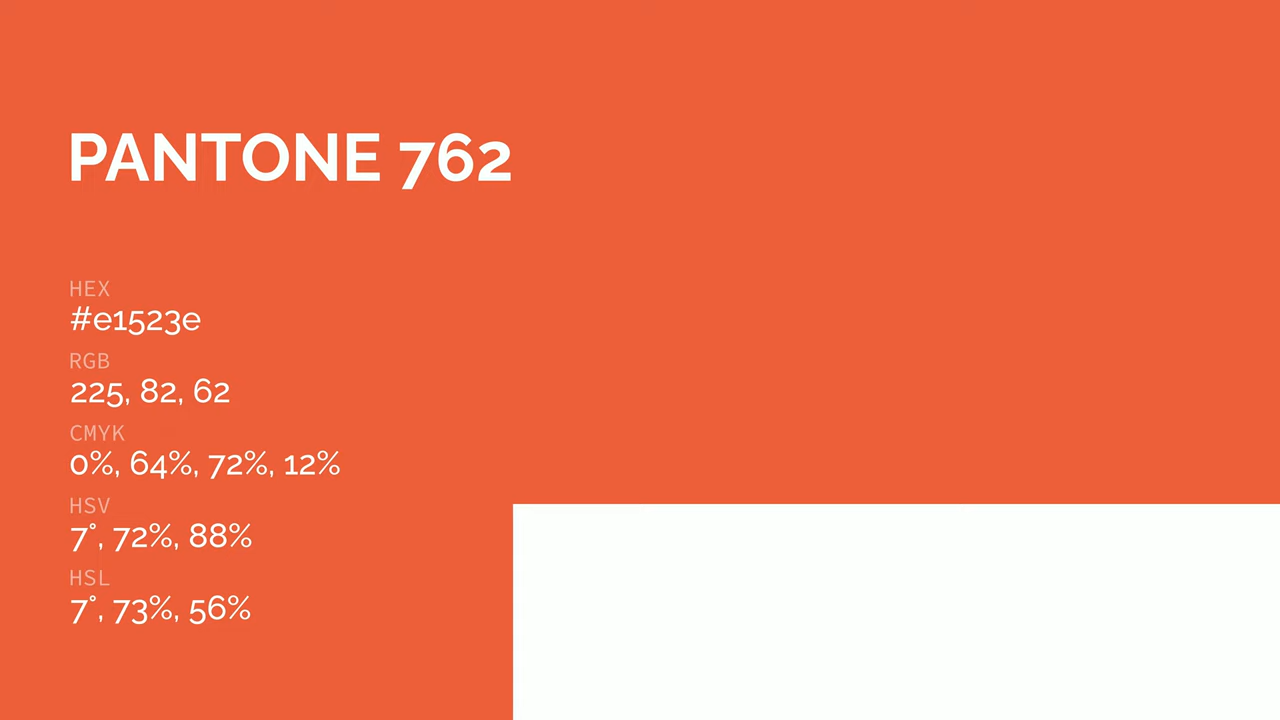 PANTONE 762
HEX
#e1523e
RGB
225, 82, 62
CMYK
0%, 64%, 72%, 12%
HSV
7°, 72%, 88%
HSL
7°, 73%, 56%